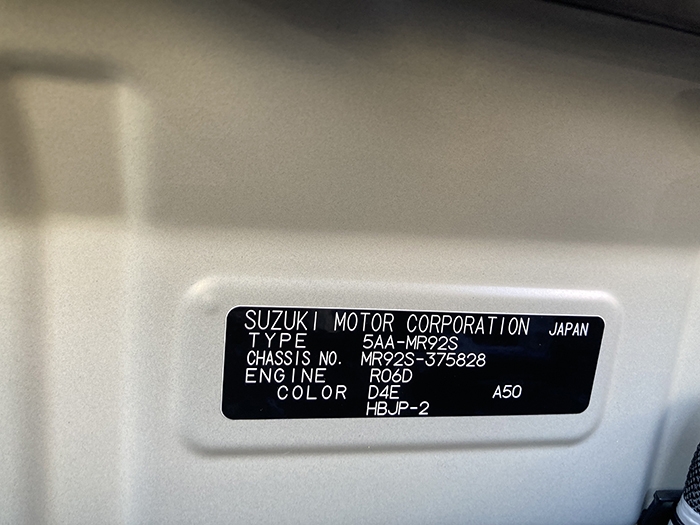 SUZUKI MOTOR CORPORATION JAPAN
TYPE 5AA-MR92S
CHASSIS NO. MR92S-375828
ENGINE R06D
COLOR D4E A50
HBJP-2